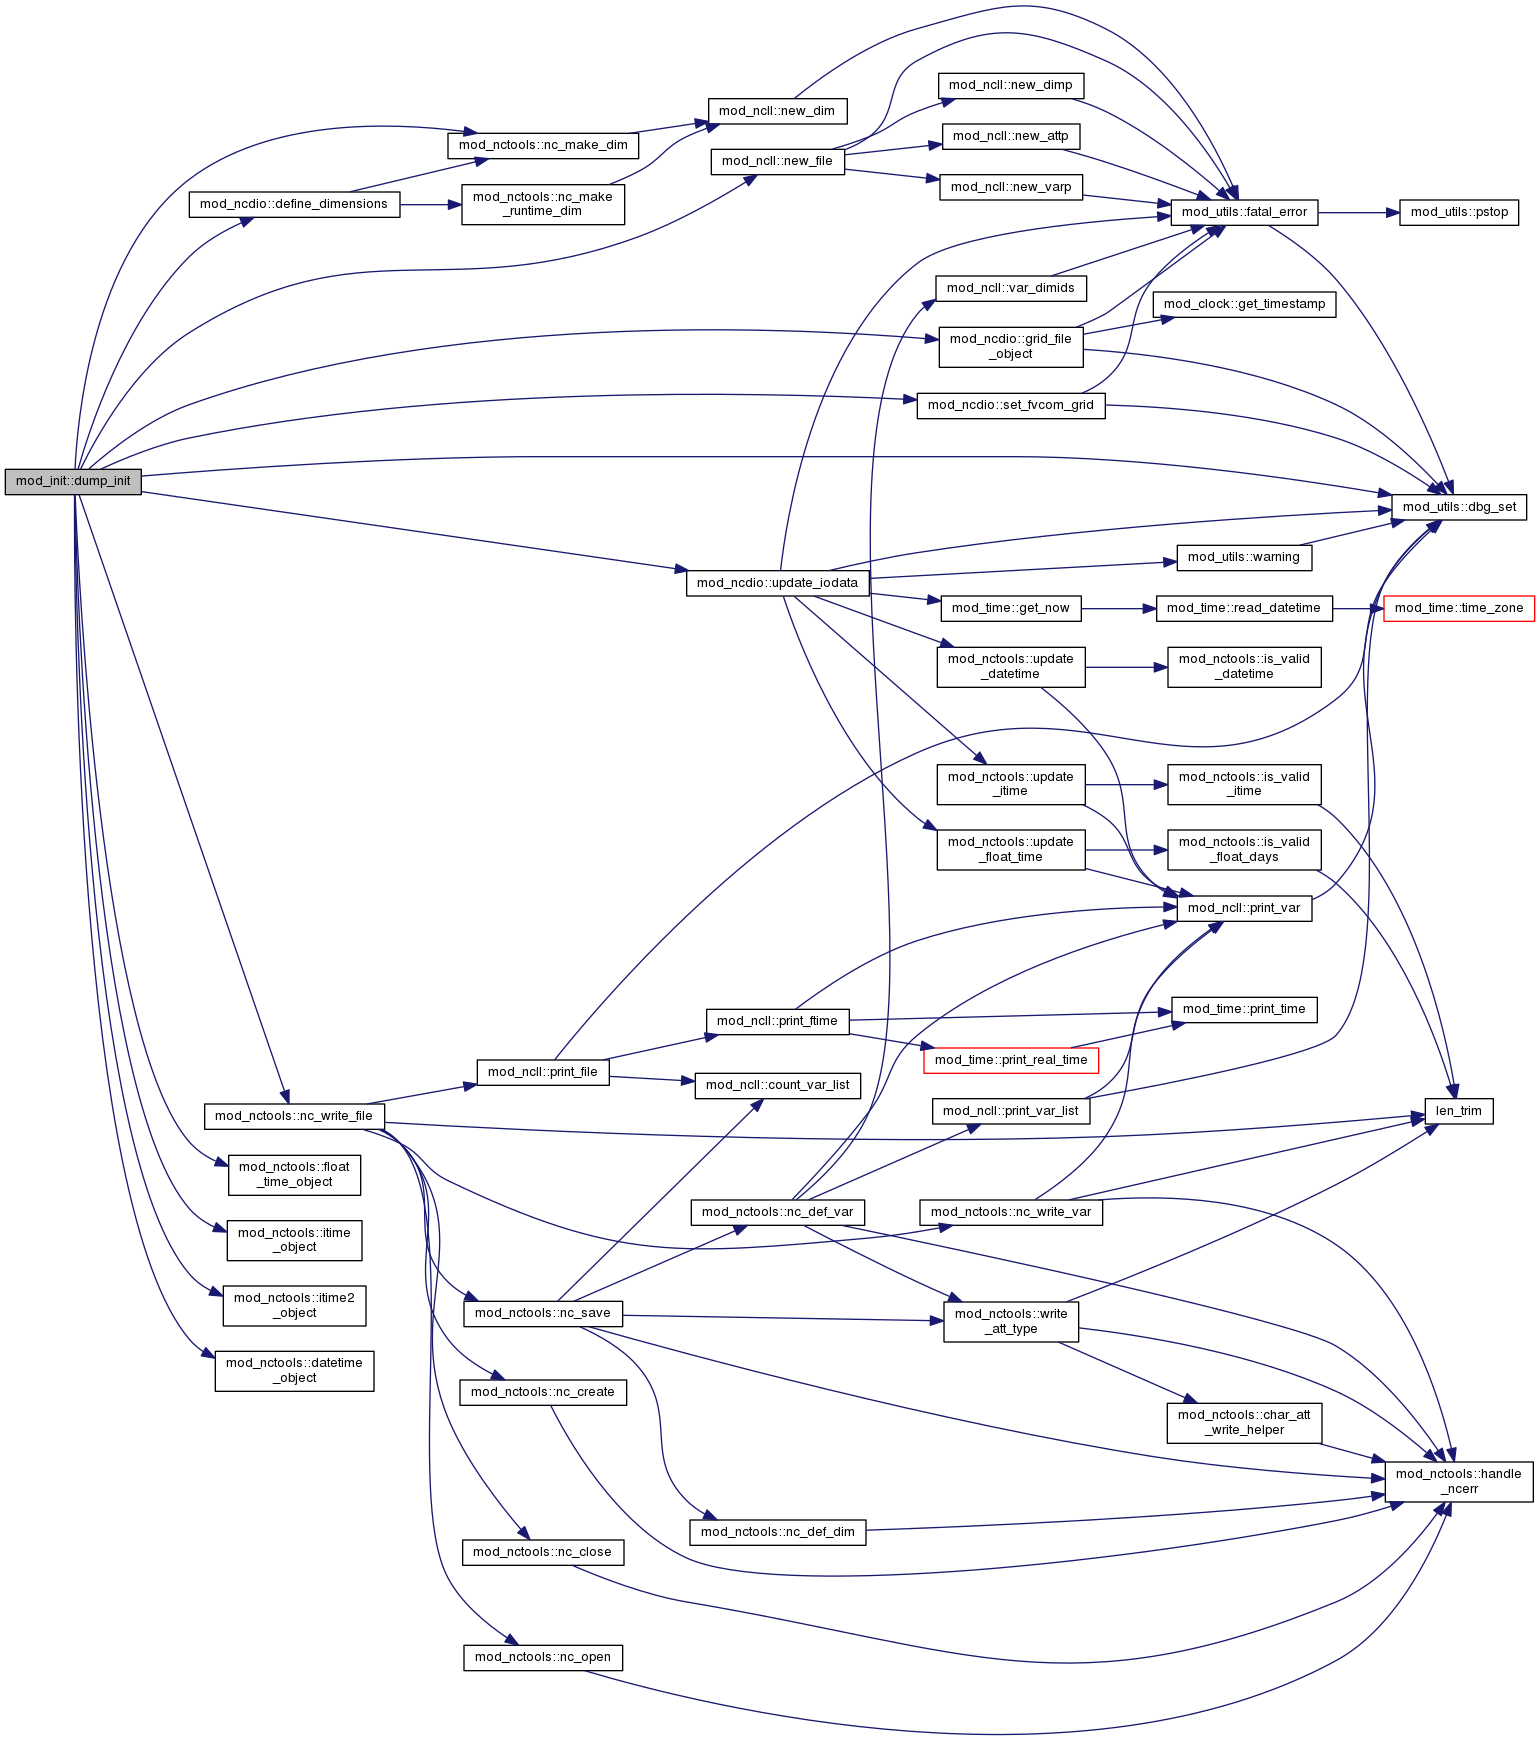 mod_ncll::new_dimp
mod_ncll::new_dim
mod_ncll::new_attp
mod_nctools::nc_make_dim
mod_ncll::new_file
mod_ncll::new_varp
mod_ncdio::define_dimensions
mod_nctools::nc_make
_runtime_dim
mod_utils::fatal_error
mod_utils::pstop
mod_ncll::var_dimids
mod_clock::get_timestamp
mod_ncdio::grid_file
_object
mod_ncdio::set_fvcom_grid
mod_init::dump_init
mod_utils::dbg_set
mod_utils::warning
mod_ncdio::update_iodata
mod_time::get_now
mod_time::read_datetime
mod_time::time_zone
mod_nctools::update
_datetime
mod_nctools::is_valid
_datetime
mod_nctools::update
_itime
mod_nctools::is_valid
_itime
mod_nctools::update
_float_time
mod_nctools::is_valid
_float_days
mod_ncll::print_var
mod_time::print_time
mod_ncll::print_ftime
mod_time::print_real_time
mod_ncll::print_file
mod_ncll::count_var_list
mod_ncll::print_var_list
len_trim
mod_nctools::nc_write_file
mod_nctools::float
_time_object
mod_nctools::nc_def_var
mod_nctools::nc_write_var
mod_nctools::itime
_object
mod_nctools::itime2
_object
mod_nctools::nc_save
mod_nctools::write
_att_type
mod_nctools::datetime
_object
mod_nctools::nc_create
mod_nctools::char_att
_write_helper
mod_nctools::handle
_ncerr
mod_nctools::nc_def_dim
mod_nctools::nc_close
mod_nctools::nc_open